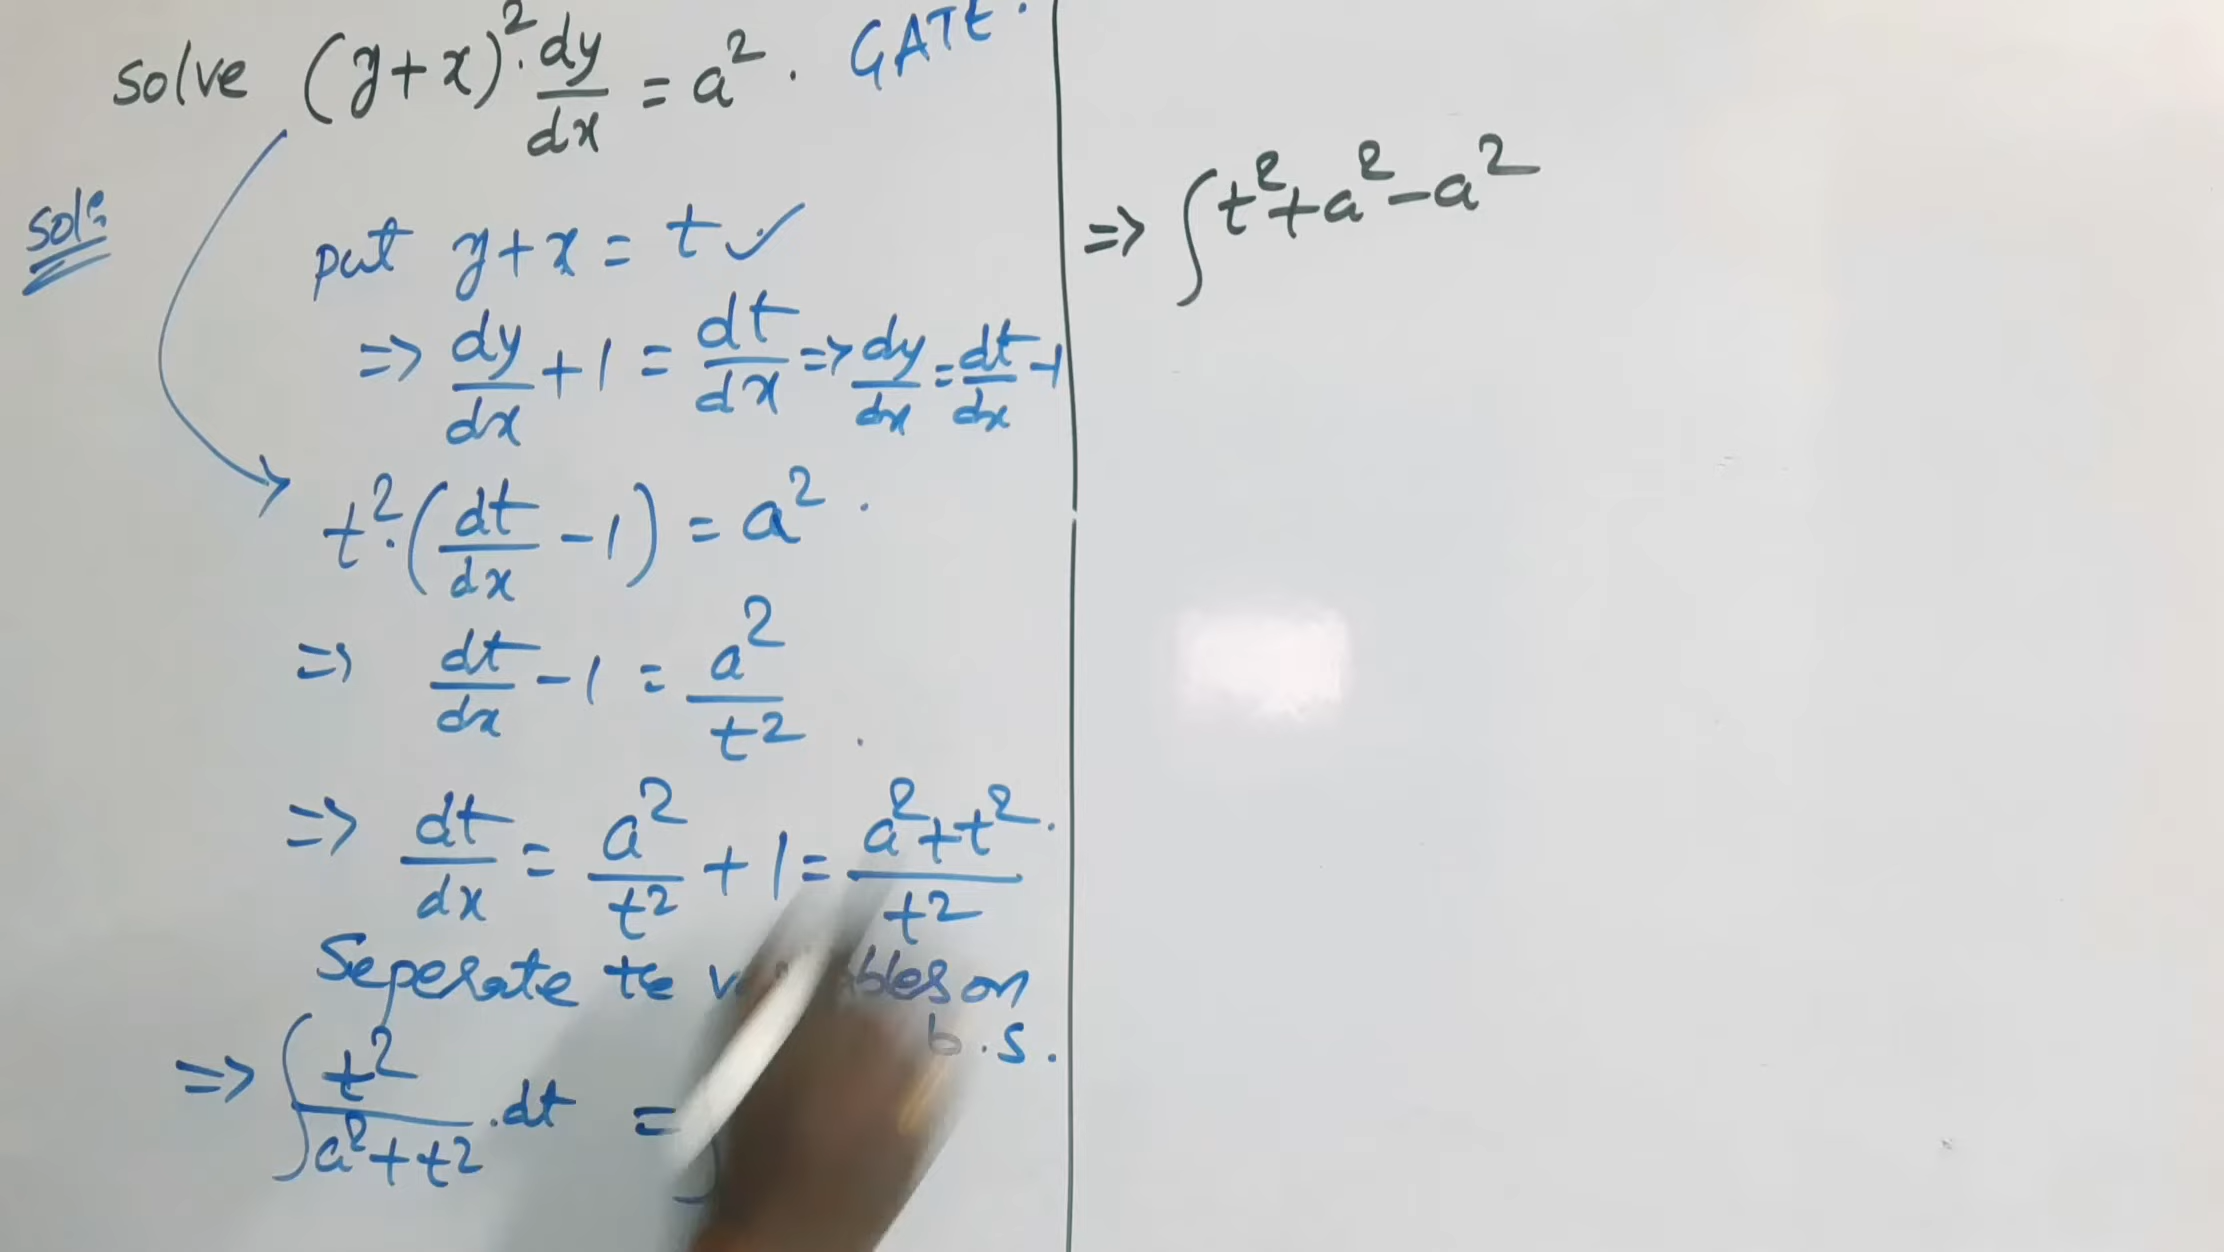 solve (y+x)²·dy/dx = a². GATE.
sol:
put y+x = t ✓
=> dy/dx + 1 = dt/dx => dy/dx = dt/dx - 1
t²·(dt/dx - 1) = a².
=> dt/dx - 1 = a²/t².
=> dt/dx = a²/t² + 1 = a²+t²/t².
Seperate te on
b.s.
=> ∫ t²/a²+t² .dt = ∫
=> ∫ t²+a²-a²